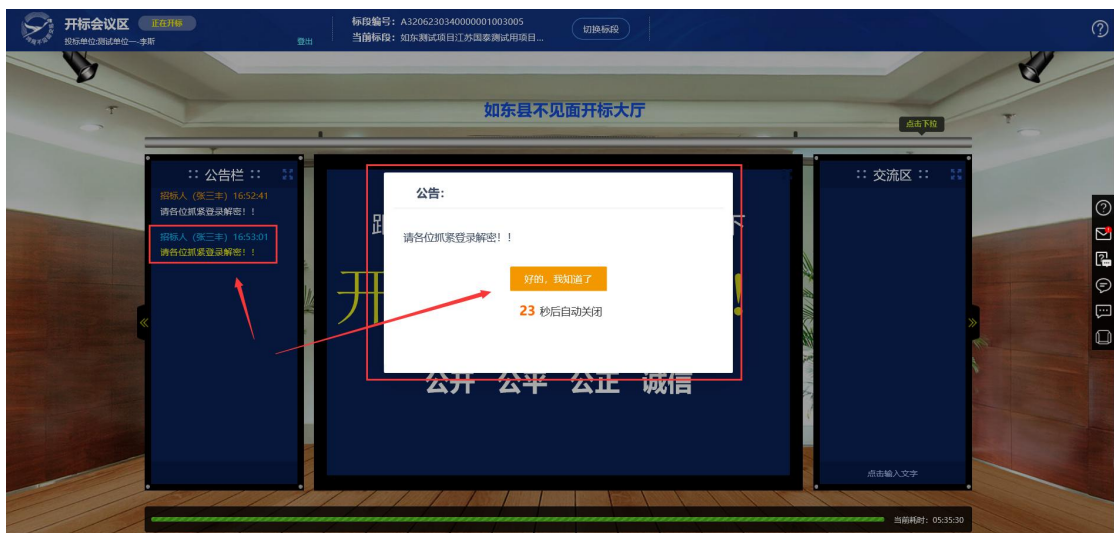 开标会议区 正在开标
投标单位:测试单位一-李斯 登出
标段编号：A3206230340000001003005
当前标段：如东测试项目江苏国泰测试用项目...
切换标段
如东县不见面开标大厅
点击下拉
:: 公告栏 ::
招标人（张三丰）16:52:41
请各位抓紧登录解密！！
招标人（张三丰）16:53:01
请各位抓紧登录解密！！
公告：
请各位抓紧登录解密！！
好的，我知道了
23 秒后自动关闭
开
下
!
公开 公平 公正 诚信
:: 交流区 ::
点击输入文字
当前耗时：05:35:30